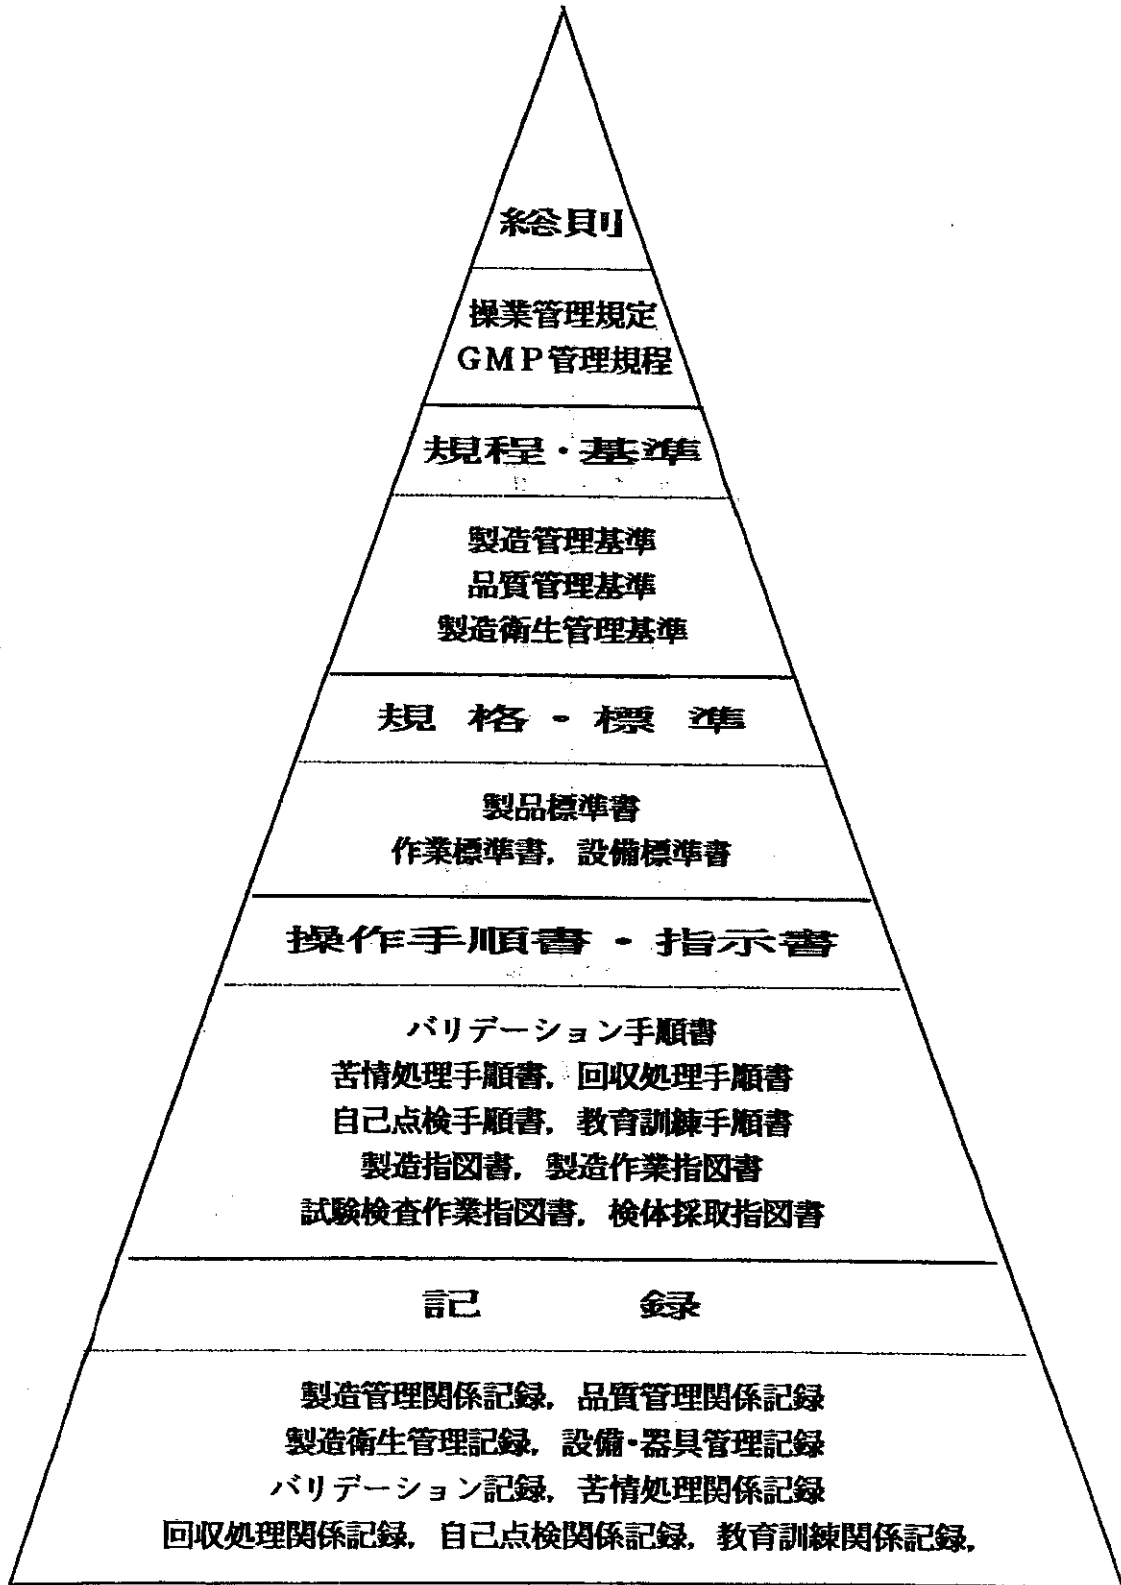 総則
操業管理規定
GMP管理規程
規程・基準
製造管理基準
品質管理基準
製造衛生管理基準
規 格 ・ 標 準
製品標準書
作業標準書，設備標準書
操作手順書 ・ 指示書
バリデーション手順書
苦情処理手順書，回収処理手順書
自己点検手順書，教育訓練手順書
製造指図書，製造作業指図書
試験検査作業指図書，検体採取指図書
記 録
製造管理関係記録，品質管理関係記録
製造衛生管理記録，設備・器具管理記録
バリデーション記録，苦情処理関係記録
回収処理関係記録，自己点検関係記録，教育訓練関係記録，